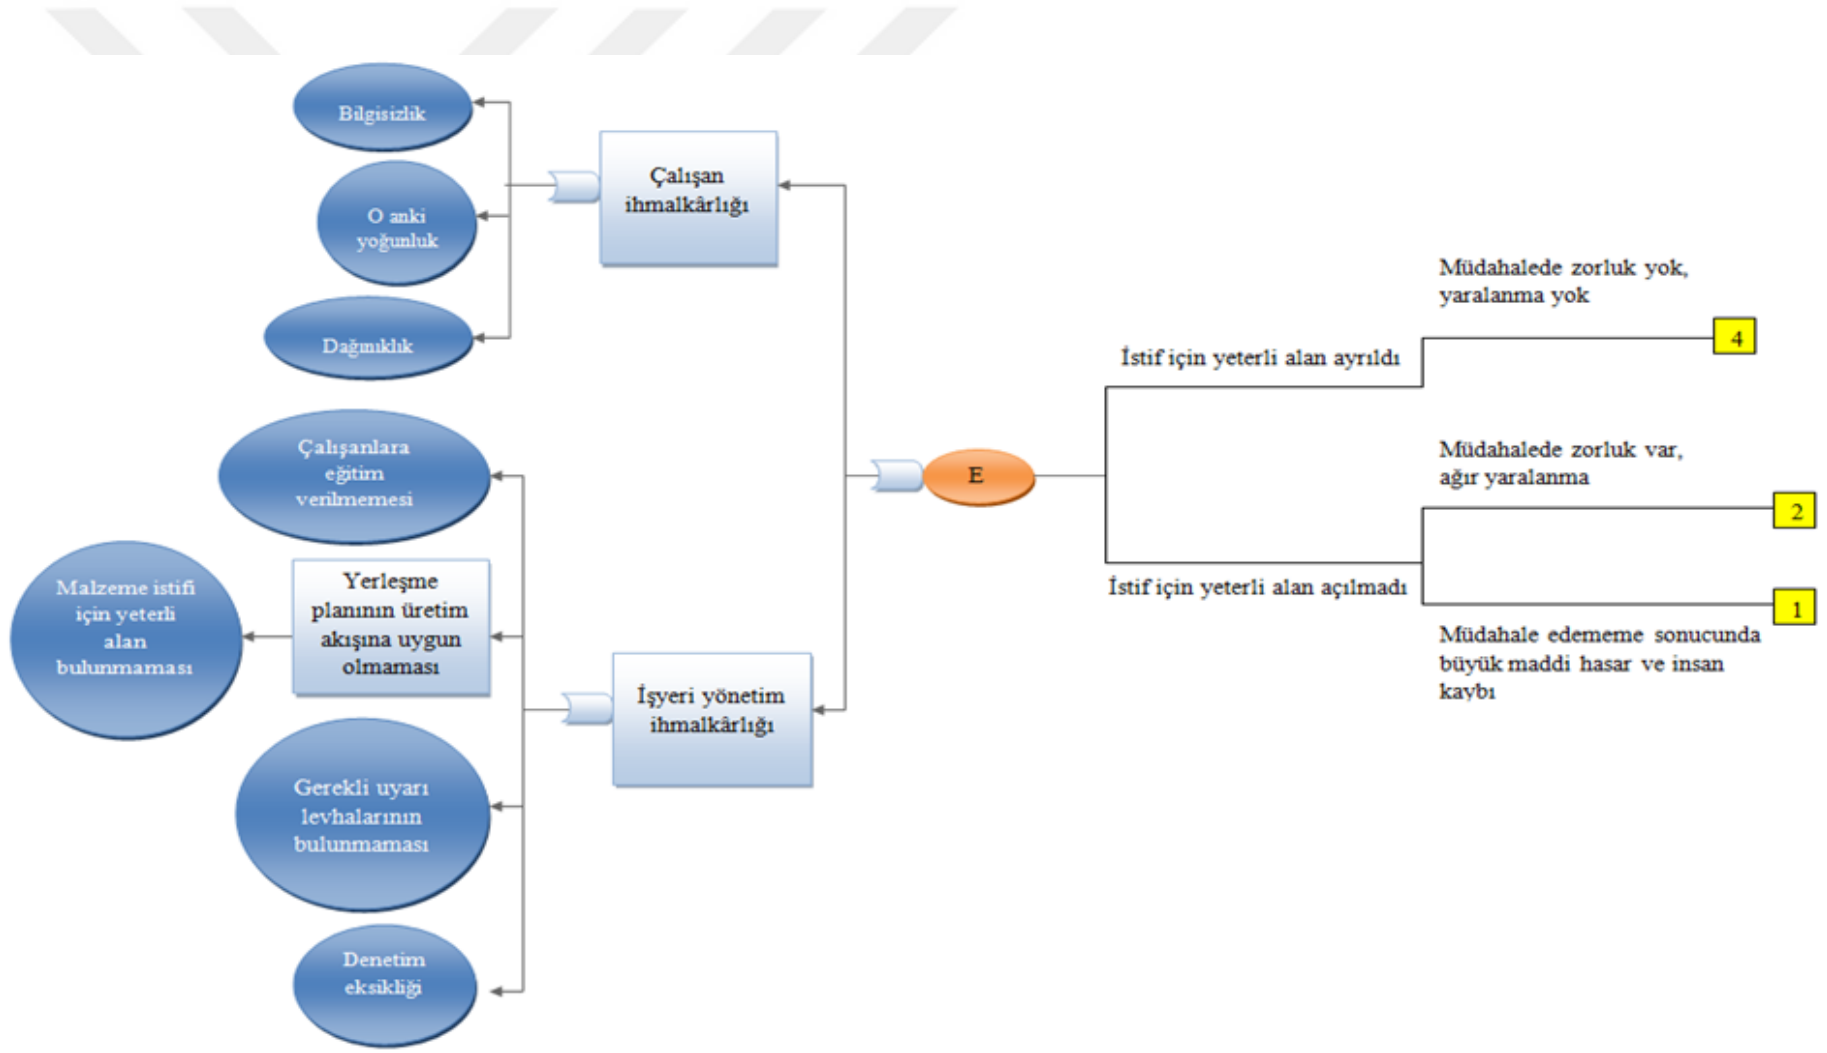 Bilgisizlik
O anki
yoğunluk
Dağınıklık
Çalışan
ihmalkârlığı
Çalışanlara
eğitim
verilmemesi
Malzeme istifi
için yeterli
alan
bulunmaması
Yerleşme
planının üretim
akışına uygun
olmaması
İşyeri yönetim
ihmalkârlığı
Gerekli uyarı
levhalarının
bulunmaması
Denetim
eksikliği
E
İstif için yeterli alan ayrıldı
Müdahalede zorluk yok,
yaralanma yok
4
İstif için yeterli alan açılmadı
Müdahalede zorluk var,
ağır yaralanma
2
1
Müdahale edememe sonucunda
büyük maddi hasar ve insan
kaybı